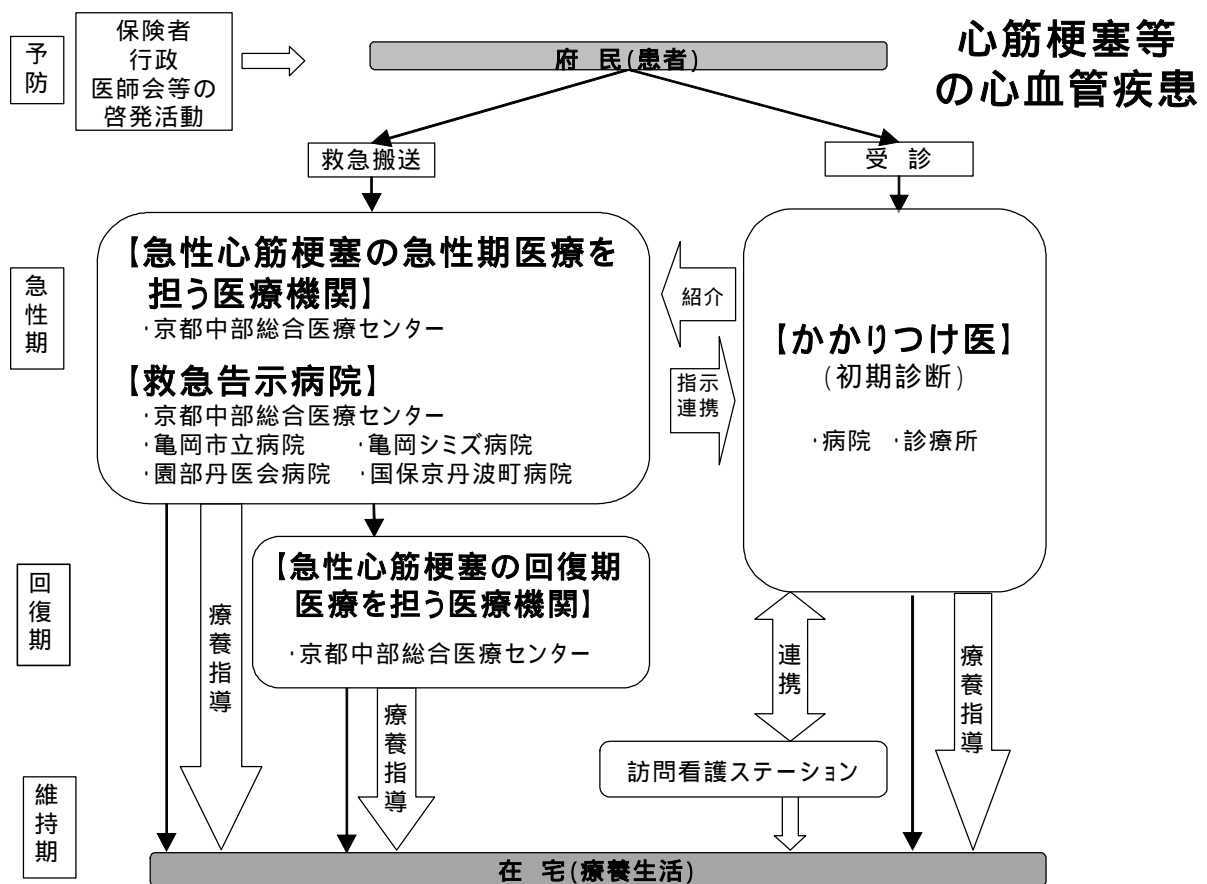 心筋梗塞等
の心血管疾患
予防
保険者
行政
医師会等の
啓発活動
府 民(患者)
救急搬送
受 診
急性期
【急性心筋梗塞の急性期医療を
担う医療機関】
・京都中部総合医療センター
【救急告示病院】
・京都中部総合医療センター
・亀岡市立病院 ・亀岡シミズ病院
・園部丹医会病院 ・国保京丹波町病院
紹介
指示
連携
【かかりつけ医】
(初期診断)
・病院 ・診療所
回復期
療養指導
【急性心筋梗塞の回復期
医療を担う医療機関】
・京都中部総合医療センター
療養指導
連携
療養指導
訪問看護ステーション
維持期
在 宅(療養生活)